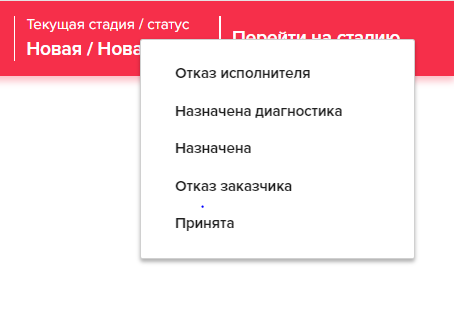 Текущая стадия / статус
Новая / Нова
Перейти на стадию
Отказ исполнителя
Назначена диагностика
Назначена
Отказ заказчика
Принята